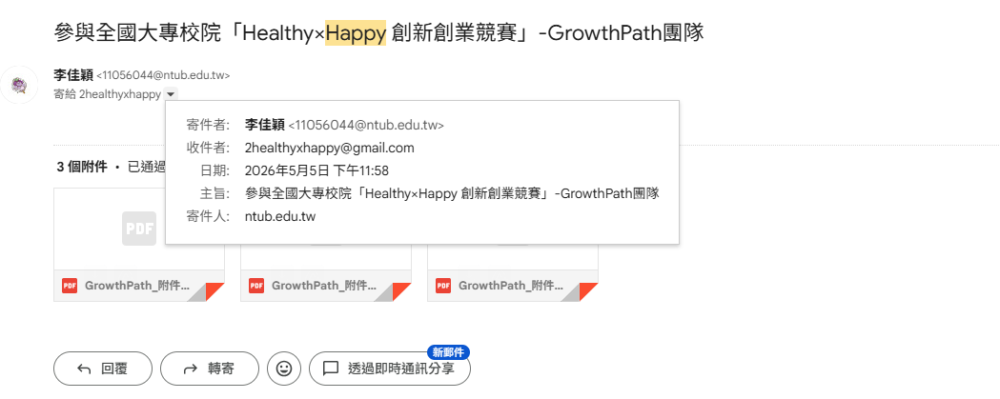 參與全國大專校院「Healthy×Happy 創新創業競賽」-GrowthPath團隊
李佳穎 <11056044@ntub.edu.tw>
寄給 2healthyxhappy
寄件者: 李佳穎 <11056044@ntub.edu.tw>
收件者: 2healthyxhappy@gmail.com
日期: 2026年5月5日 下午11:58
主旨: 參與全國大專校院「Healthy×Happy 創新創業競賽」-GrowthPath團隊
寄件人: ntub.edu.tw
3 個附件 • 已通過
PDF
PDF GrowthPath_附件...
PDF GrowthPath_附件...
PDF GrowthPath_附件...
新郵件
回覆
轉寄
透過即時通訊分享